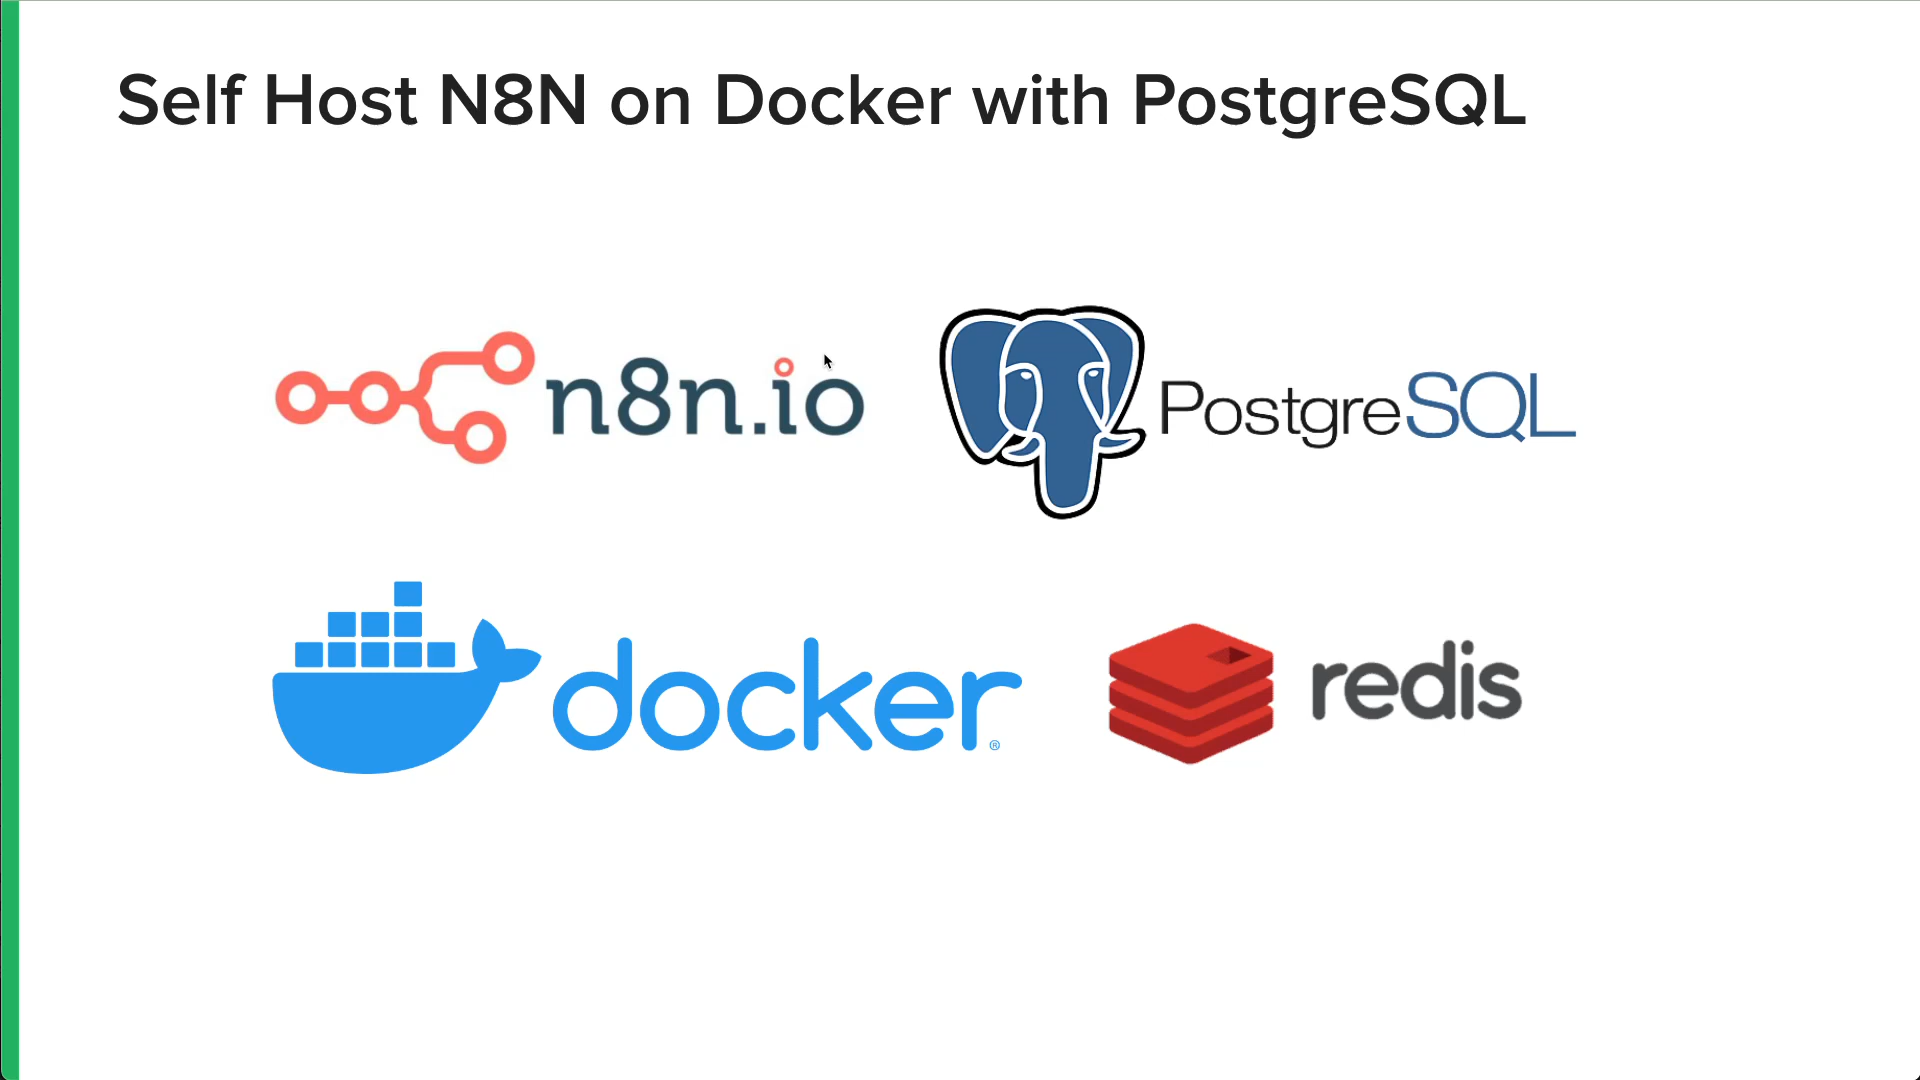 Self Host N8N on Docker with PostgreSQL
n8n.io
PostgreSQL
docker®
redis